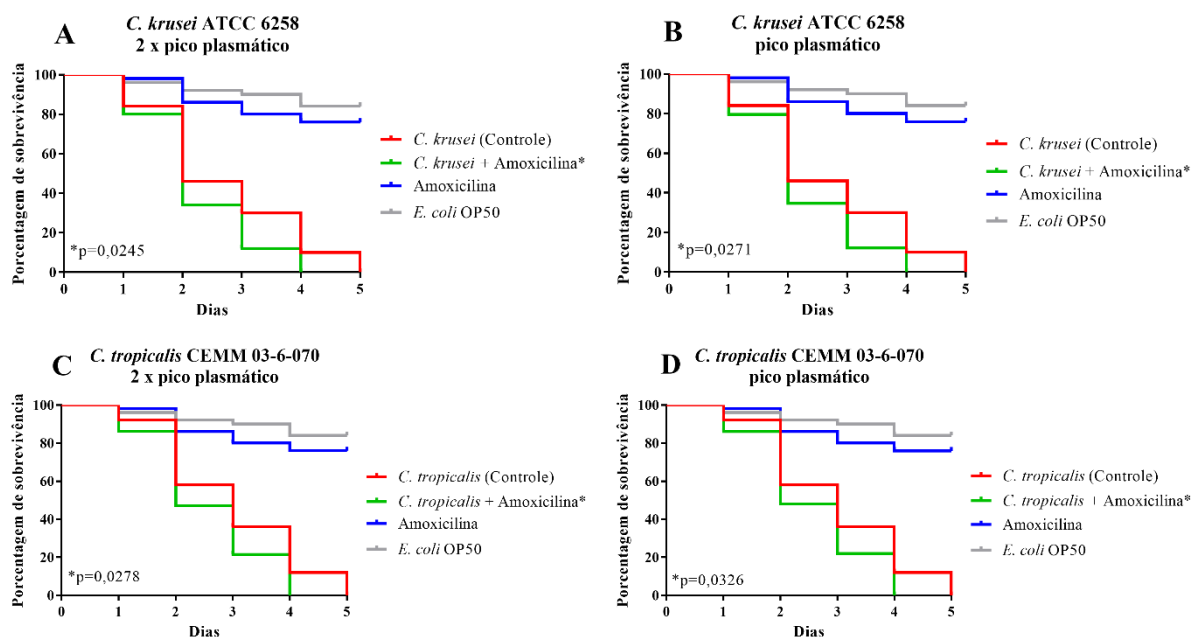 A
C. krusei ATCC 6258
2 x pico plasmático
Porcentagem de sobrevivência
100
80
60
40
20
0
*p=0,0245
0 1 2 3 4 5
Dias
C. krusei (Controle)
C. krusei + Amoxicilina*
Amoxicilina
E. coli OP50
B
C. krusei ATCC 6258
pico plasmático
Porcentagem de sobrevivência
100
80
60
40
20
0
*p=0,0271
0 1 2 3 4 5
Dias
C. krusei (Controle)
C. krusei + Amoxicilina*
Amoxicilina
E. coli OP50
C
C. tropicalis CEMM 03-6-070
2 x pico plasmático
Porcentagem de sobrevivência
100
80
60
40
20
0
*p=0,0278
0 1 2 3 4 5
Dias
C. tropicalis (Controle)
C. tropicalis + Amoxicilina*
Amoxicilina
E. coli OP50
D
C. tropicalis CEMM 03-6-070
pico plasmático
Porcentagem de sobrevivência
100
80
60
40
20
0
*p=0,0326
0 1 2 3 4 5
Dias
C. tropicalis (Controle)
C. tropicalis + Amoxicilina*
Amoxicilina
E. coli OP50